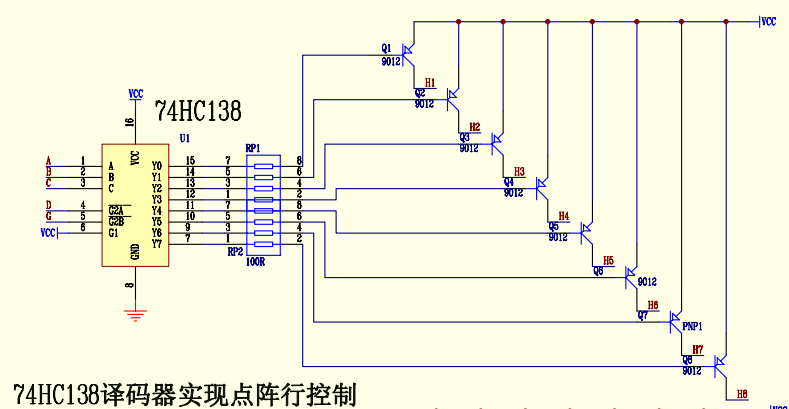 VCC
Q1
9012
H1
VCC
74HC138
Q2
9012
16
U1
H2
RP1
Q3
9012
VCC
A 1 A Y0 15 7 8
B 2 B Y1 14 5 6
H3
C 3 C Y2 13 3 4
Q4
9012
Y3 12 1 2
D 4 G2A Y4 11 7 8
H4
G 5 G2B Y5 10 5 6
Q5
9012
VCC 6 G1 Y6 9 3 4
Y7 7 1 2
GND
RP2
100R
H5
Q6
9012
8
H6
Q7
PNP1
H7
Q8
9012
H8
74HC138译码器实现点阵行控制